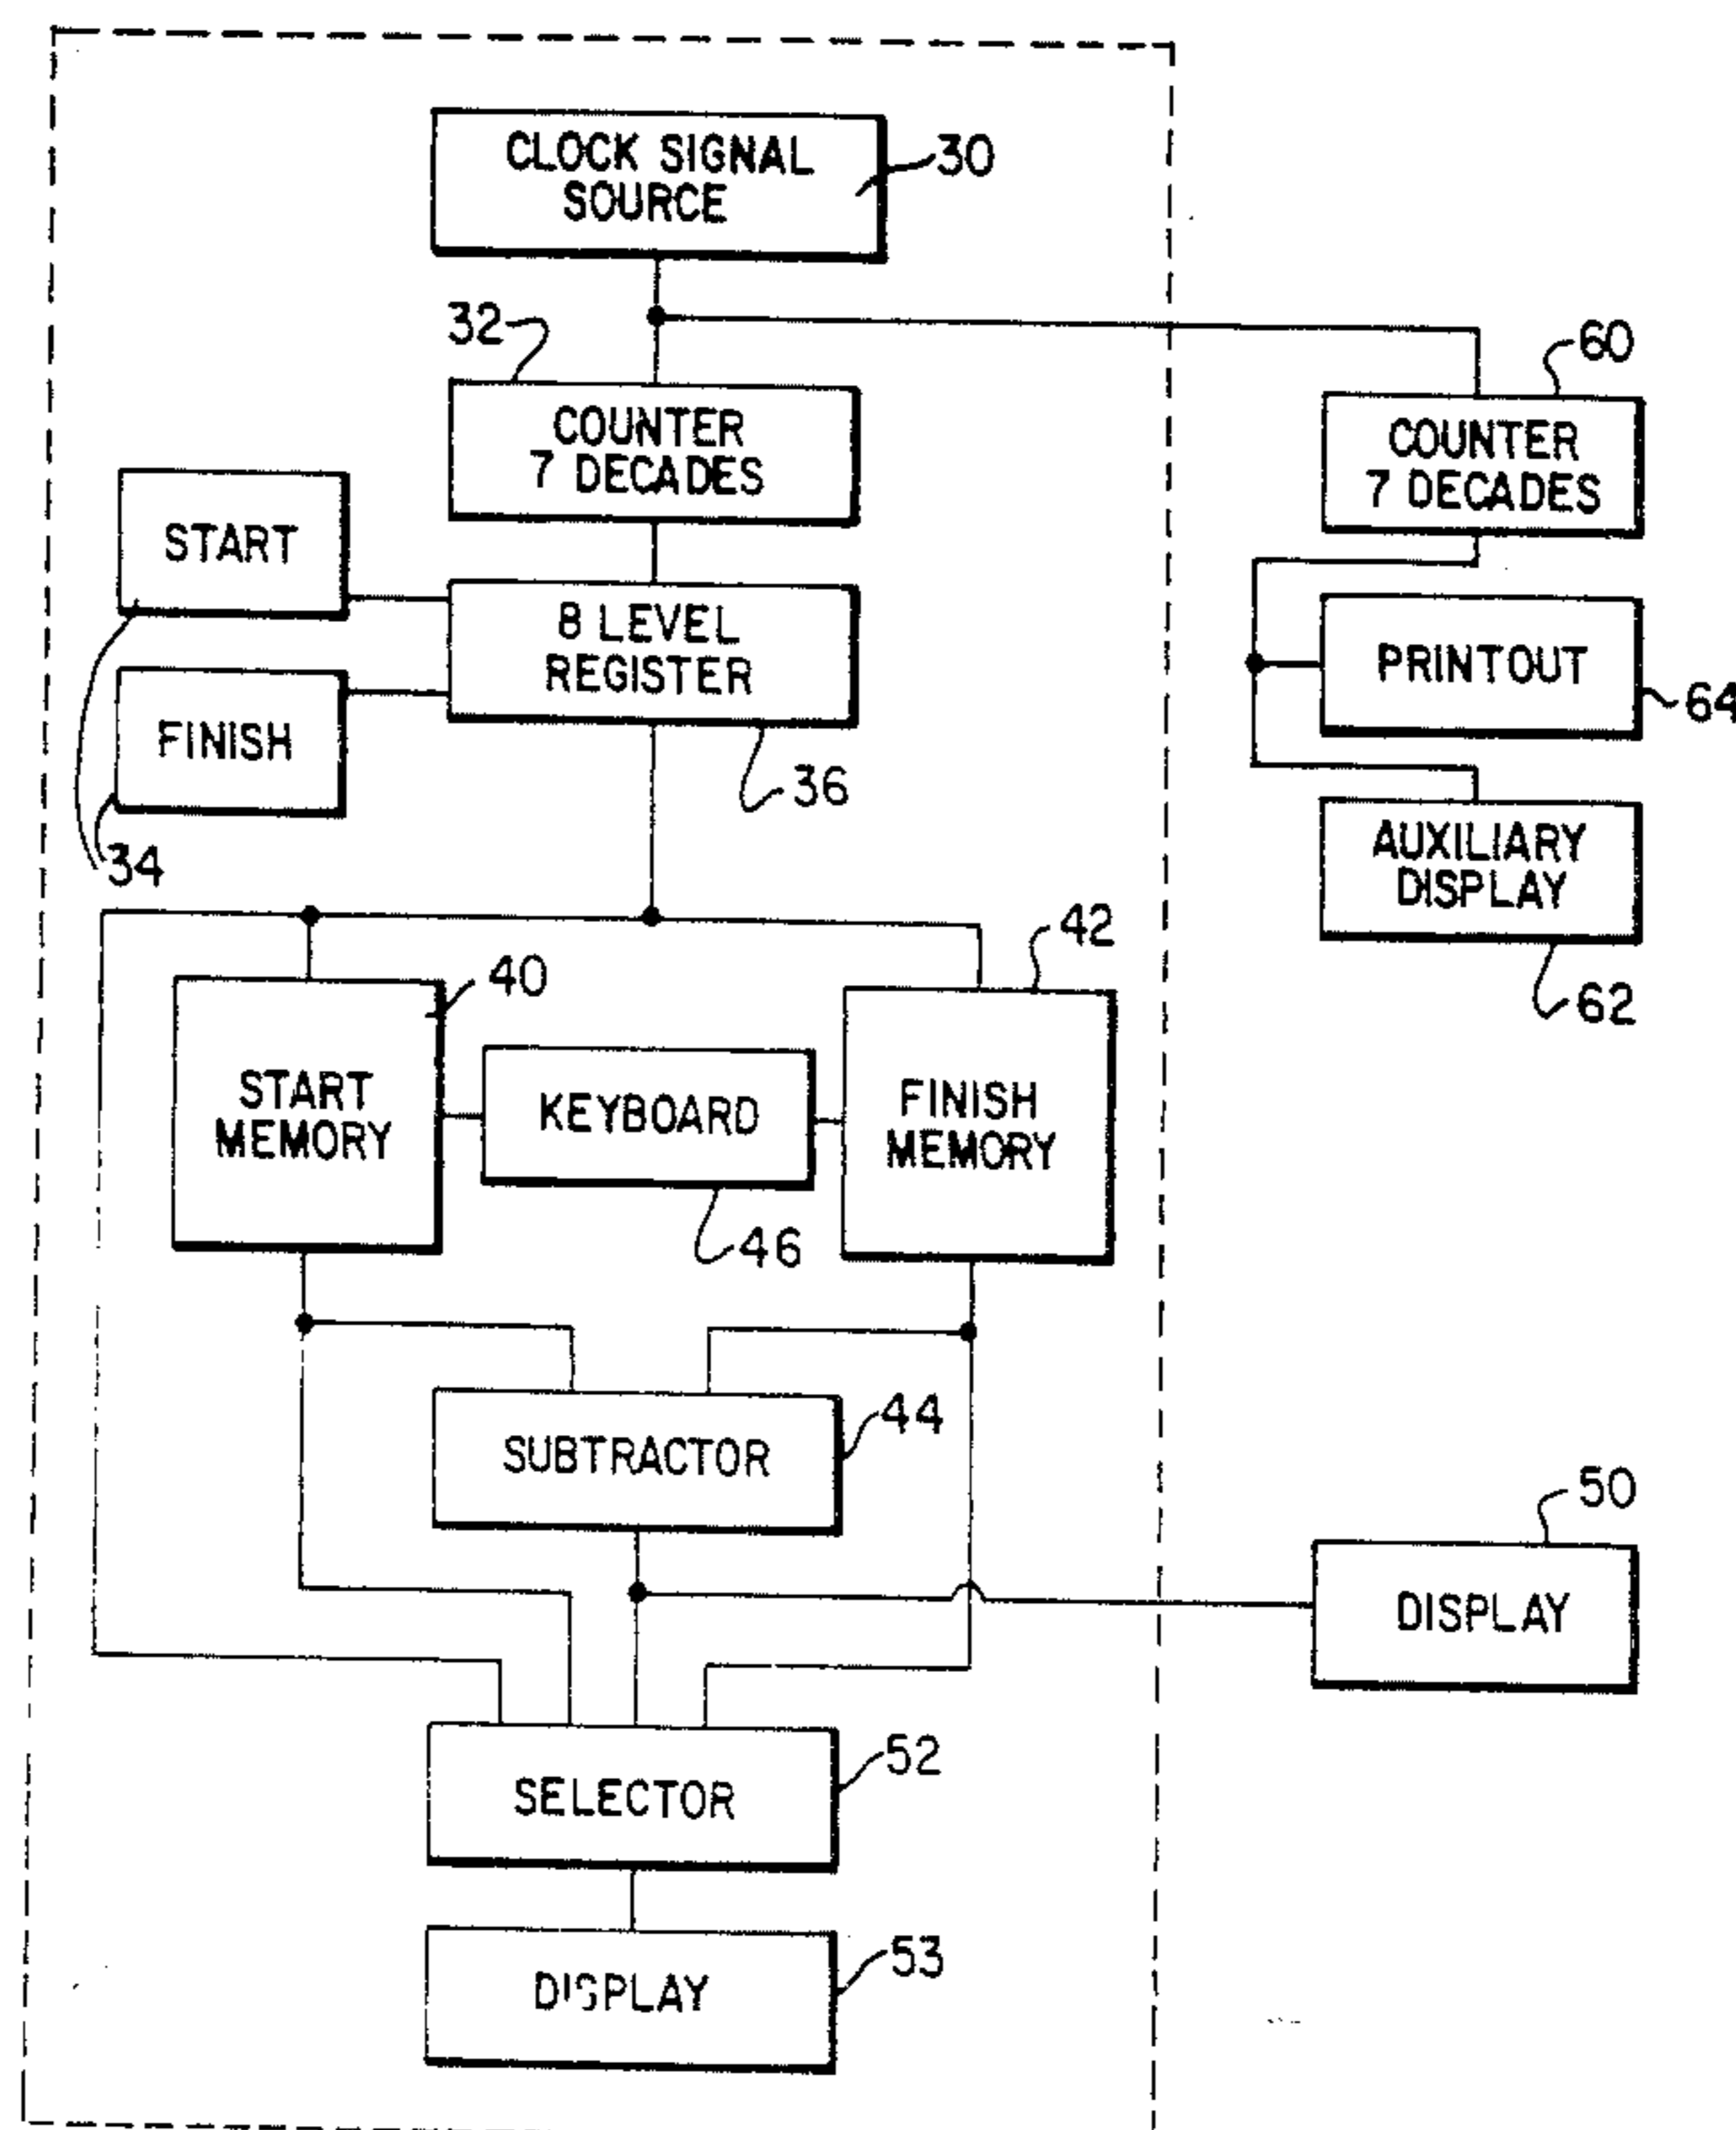 CLOCK SIGNAL
SOURCE
30
32
COUNTER
7 DECADES
60
COUNTER
7 DECADES
START
8 LEVEL
REGISTER
PRINTOUT
64
FINISH
36
34
AUXILIARY
DISPLAY
62
40
42
START
MEMORY
KEYBOARD
FINISH
MEMORY
46
SUBTRACTOR
44
50
DISPLAY
SELECTOR
52
DISPLAY
53